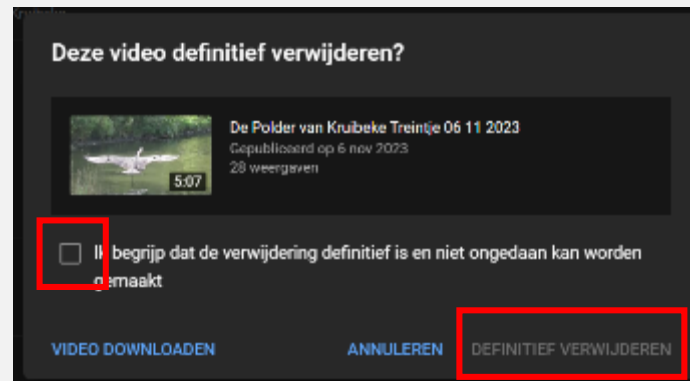 Deze video definitief verwijderen?
De Polder van Kruibeke Treintje 06 11 2023
Gepubliceerd op 6 nov 2023
28 weergaven
5:07
Ik begrijp dat de verwijdering definitief is en niet ongedaan kan worden
gemaakt
VIDEO DOWNLOADEN ANNULEREN DEFINITIEF VERWIJDEREN